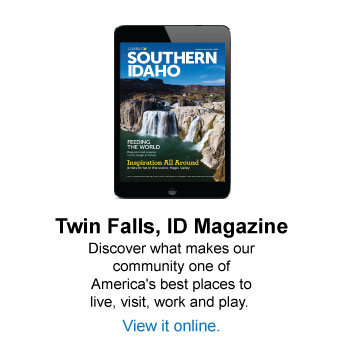 SOUTHERN
IDAHO
FEEDING
THE WORLD
Inspiration All Around
Twin Falls, ID Magazine
Discover what makes our
community one of
America's best places to
live, visit, work and play.
View it online.